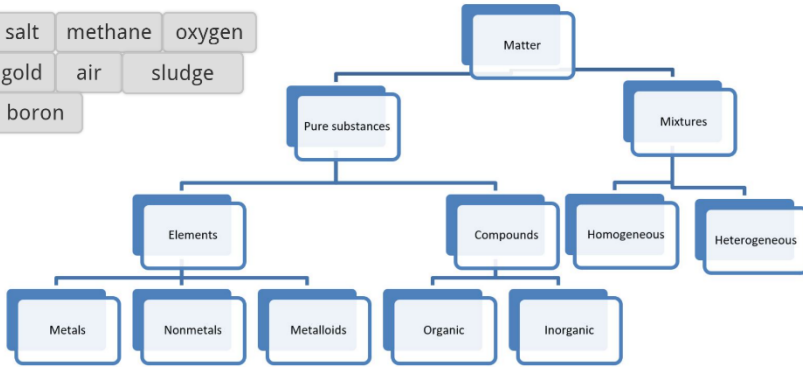 salt methane oxygen
gold air sludge
boron
Matter
Pure substances
Mixtures
Elements
Compounds
Homogeneous
Heterogeneous
Metals
Nonmetals
Metalloids
Organic
Inorganic